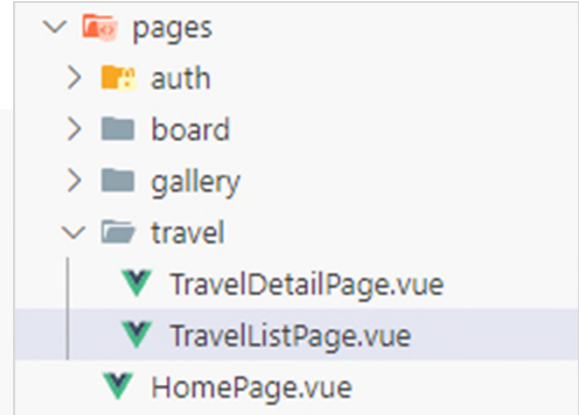 pages
auth
board
gallery
travel
TravelDetailPage.vue
TravelListPage.vue
HomePage.vue